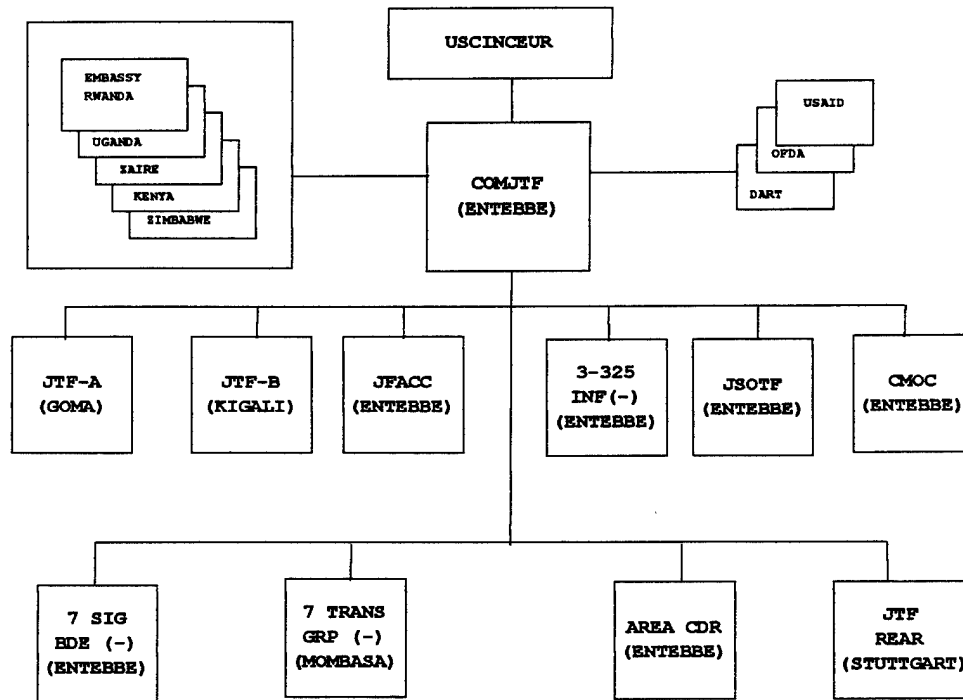 USCINCEUR
EMBASSY
RWANDA
UGANDA
ZAIRE
KENYA
ZIMBABWE
COMJTF
(ENTEBBE)
USAID
OFDA
DART
JTF-A
(GOMA)
JTF-B
(KIGALI)
JFACC
(ENTEBBE)
3-325
INF(-)
(ENTEBBE)
JSOTF
(ENTEBBE)
CMOC
(ENTEBBE)
7 SIG
BDE (-)
(ENTEBBE)
7 TRANS
GRP (-)
(MOMBASA)
AREA CDR
(ENTEBBE)
JTF
REAR
(STUTTGART)